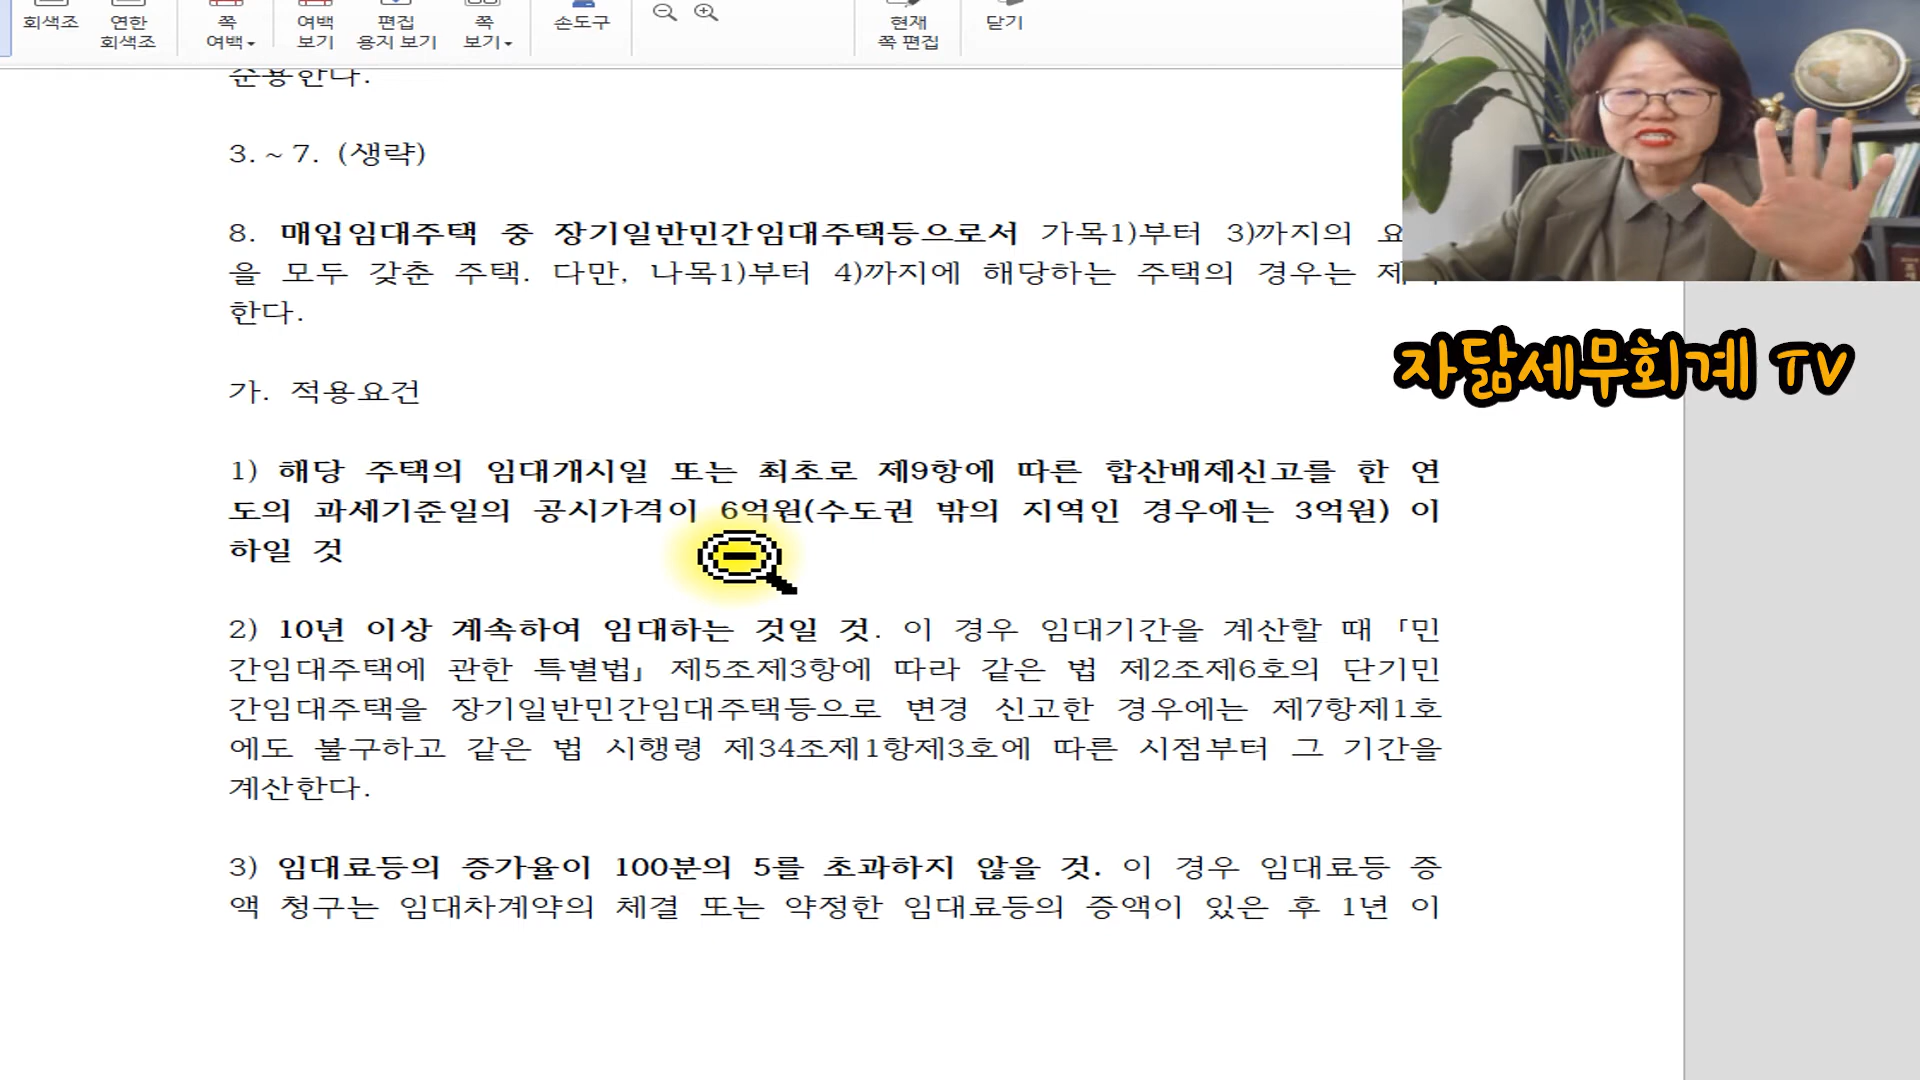 회색조
연한
회색조
쪽
여백
여백
보기
편집
용지 보기
쪽
보기
손도구
현재
쪽 편집
닫기
준용한다.
3. ~ 7. (생략)
8. 매입임대주택 중 장기일반민간임대주택등으로서 가목1)부터 3)까지의
을 모두 갖춘 주택. 다만, 나목1)부터 4)까지에 해당하는 주택의 경우는
한다.
가. 적용요건
1) 해당 주택의 임대개시일 또는 최초로 제9항에 따른 합산배제신고를 한 연
도의 과세기준일의 공시가격이 6억원(수도권 밖의 지역인 경우에는 3억원) 이
하일 것
2) 10년 이상 계속하여 임대하는 것일 것. 이 경우 임대기간을 계산할 때 「민
간임대주택에 관한 특별법」 제5조제3항에 따라 같은 법 제2조제6호의 단기민
간임대주택을 장기일반민간임대주택등으로 변경 신고한 경우에는 제7항제1호
에도 불구하고 같은 법 시행령 제34조제1항제3호에 따른 시점부터 그 기간을
계산한다.
3) 임대료등의 증가율이 100분의 5를 초과하지 않을 것. 이 경우 임대료등 증
액 청구는 임대차계약의 체결 또는 약정한 임대료등의 증액이 있은 후 1년 이
자닮세무회계 TV